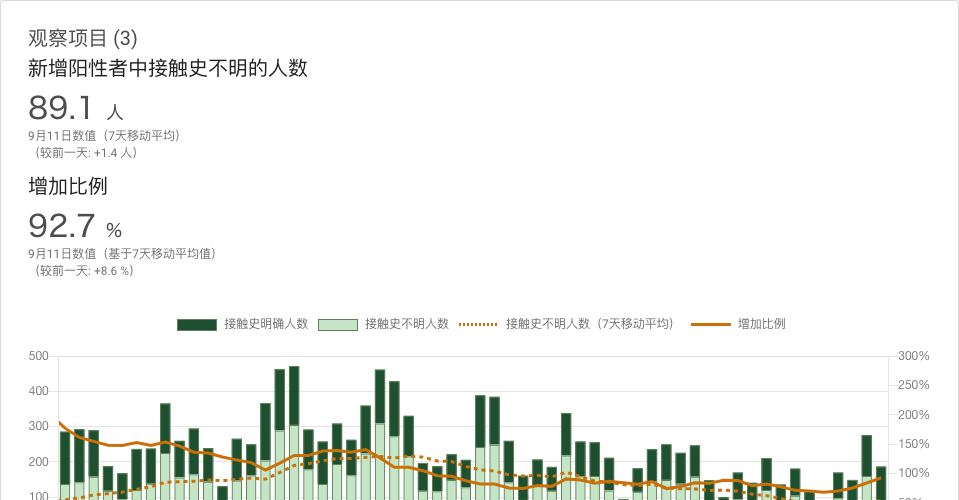 观察项目 (3)
新增阳性者中接触史不明的人数
89.1 人
9月11日数值（7天移动平均）
（较前一天: +1.4 人）
增加比例
92.7 %
9月11日数值（基于7天移动平均值）
（较前一天: +8.6 %）
接触史明确人数 接触史不明人数 接触史不明人数（7天移动平均） 增加比例
500 300%
250%
400
200%
300
150%
200
100%
100